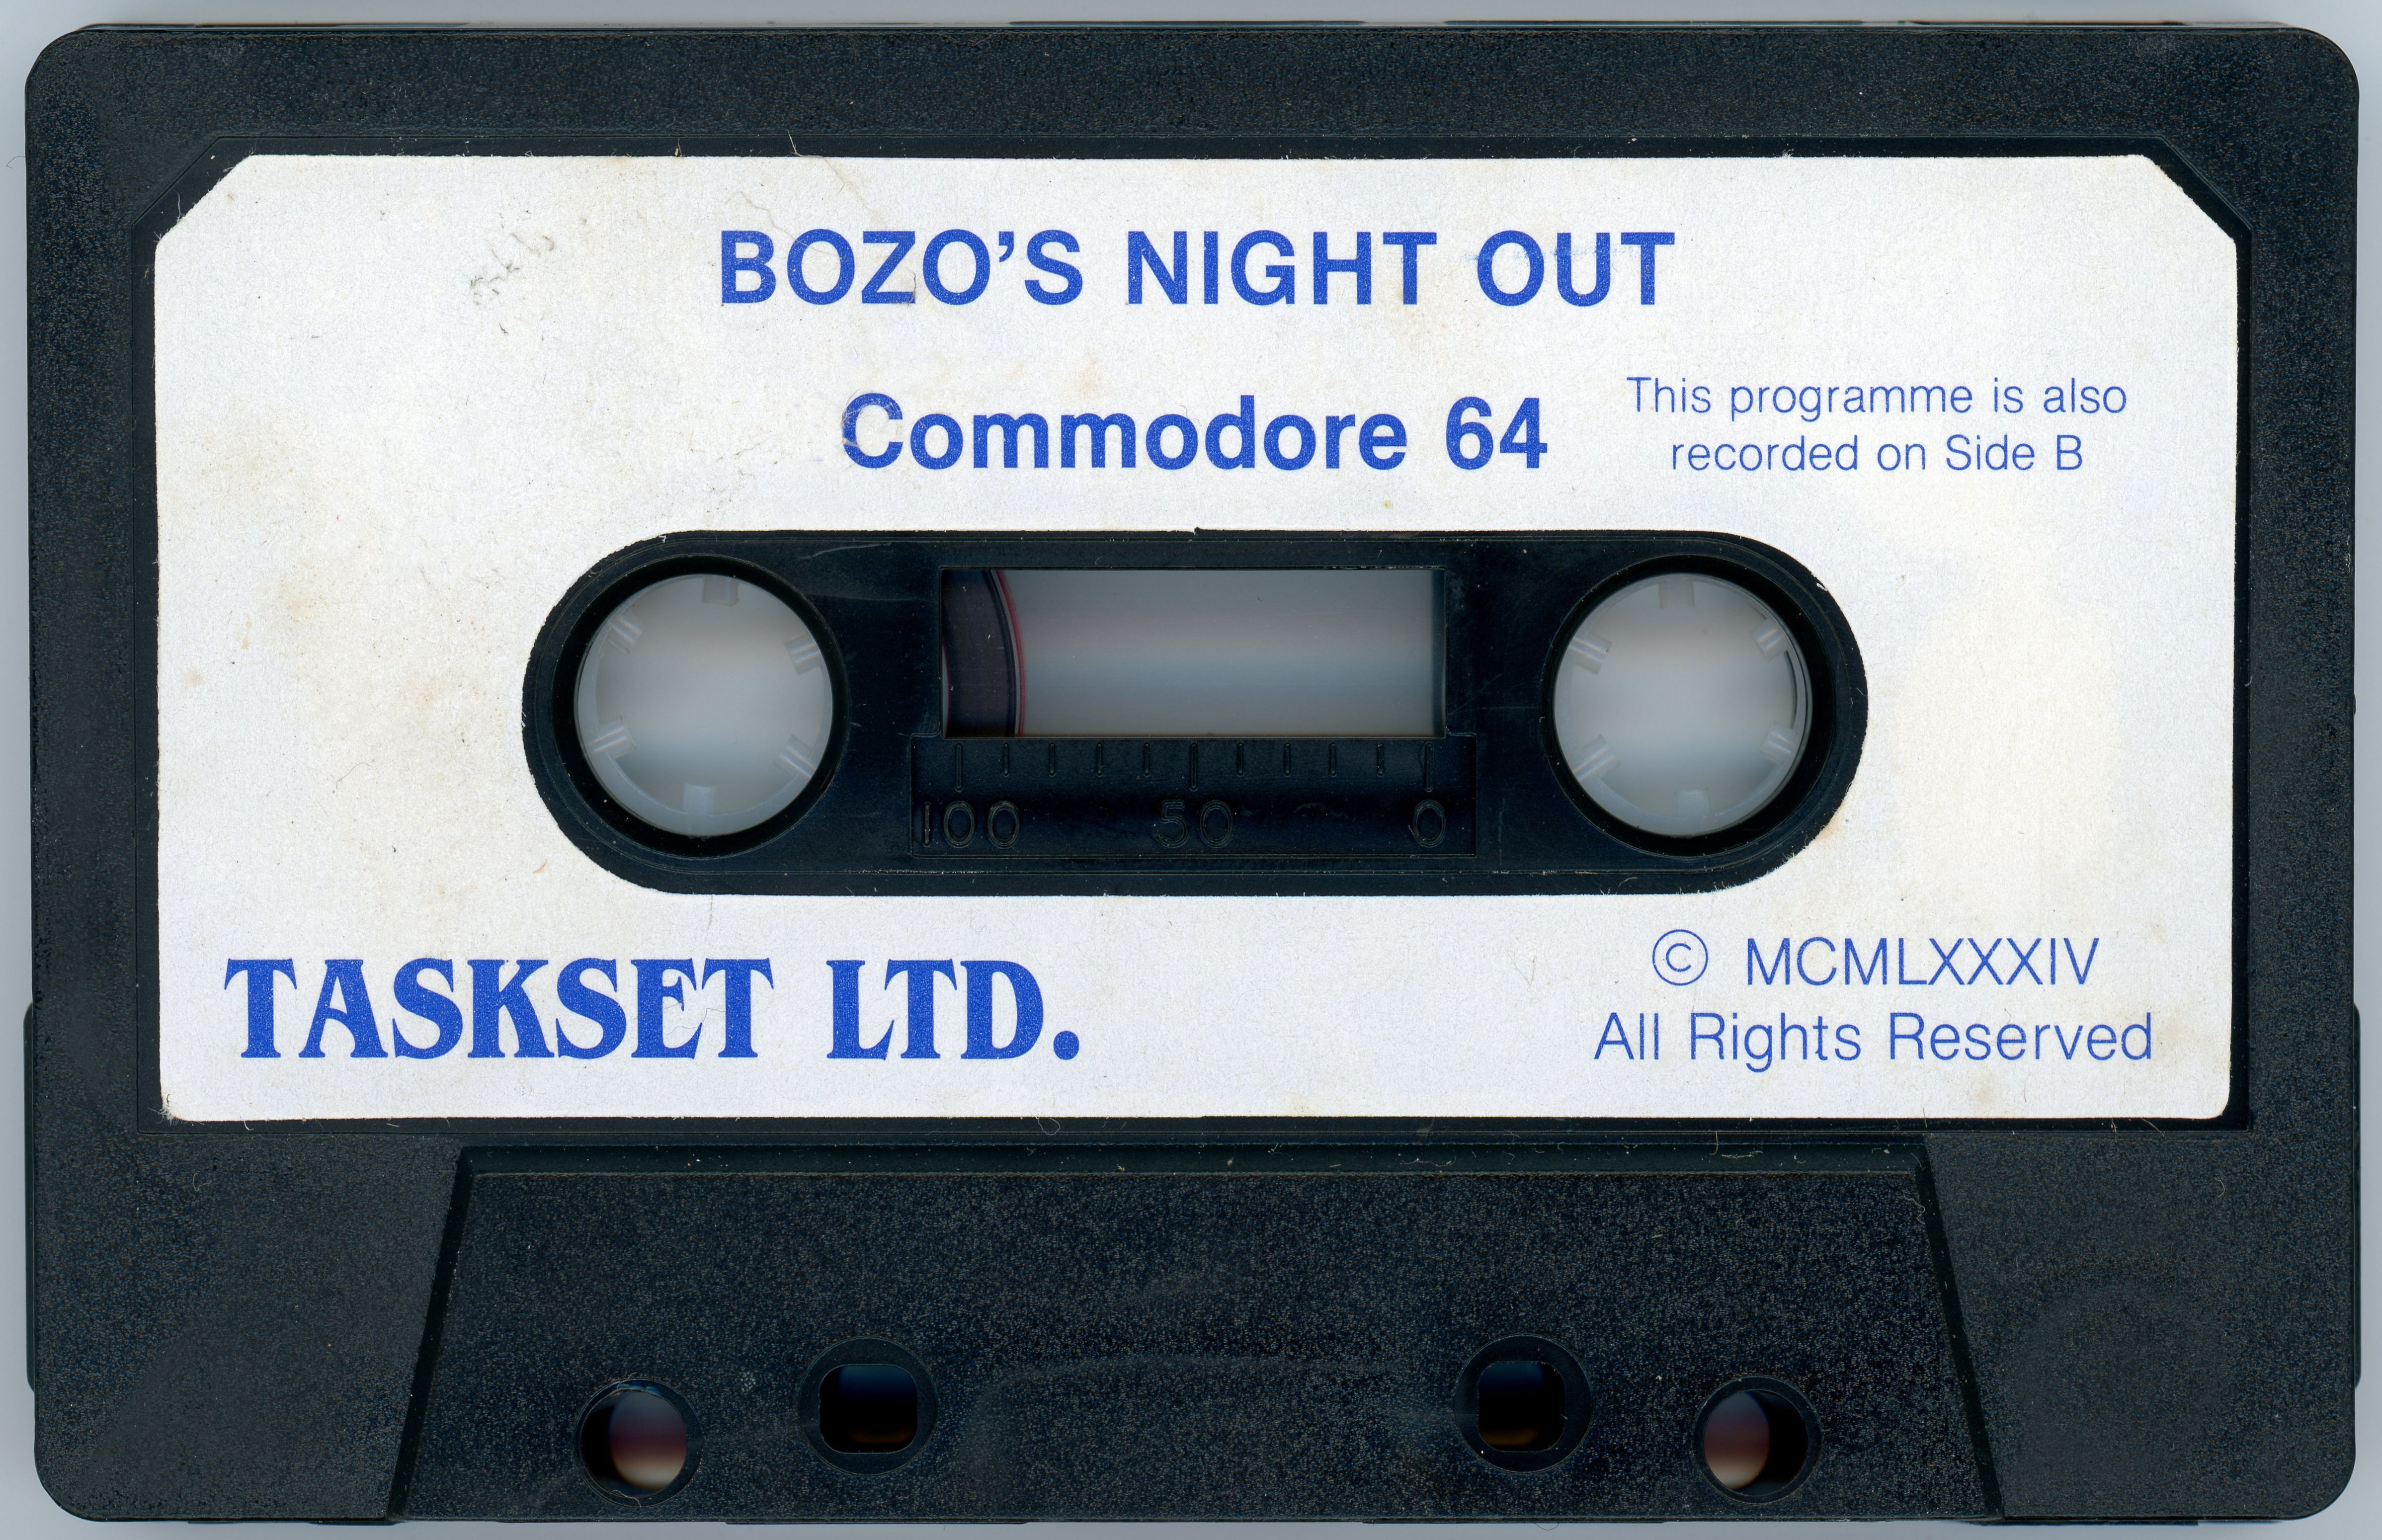 BOZO’S NIGHT OUT
Commodore 64
This programme is also
recorded on Side B
100 50 0
TASKSET LTD.
© MCMLXXXIV
All Rights Reserved